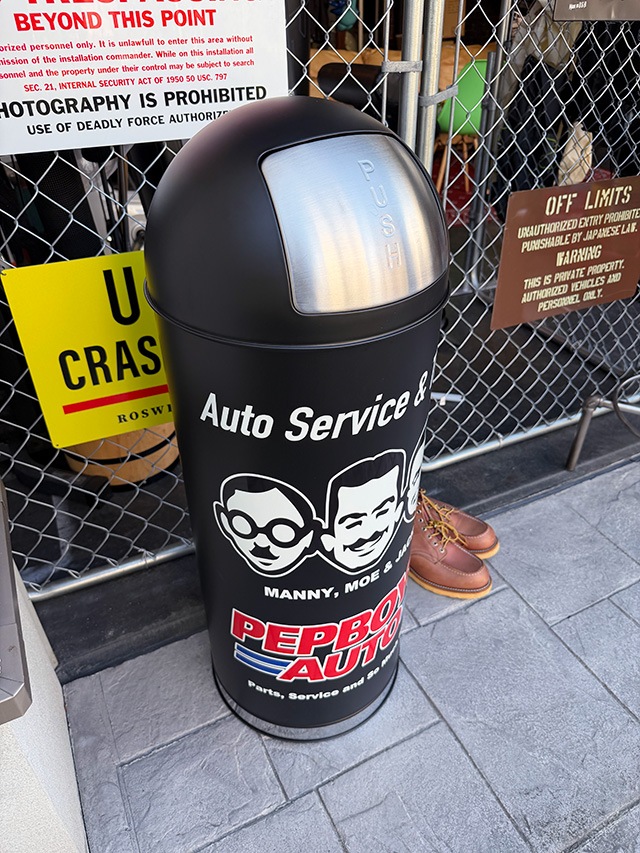 BEYOND THIS POINT
orized personnel only. It is unlawfull to enter this area without
mission of the installation commander. While on this installation all
sonnel and the property under their control may be subject to search
SEC. 21, INTERNAL SECURITY ACT OF 1950 50 USC. 797
HOTOGRAPHY IS PROHIBITED
USE OF DEADLY FORCE AUTHORIZ
PUSH
OFF LIMITS
UNAUTHORIZED ENTRY PROHIBITE
PUNISHABLE BY JAPANESE LAW.
WARNING
THIS IS PRIVATE PROPERTY.
AUTHORIZED VEHICLES AND
PERSONNEL ONLY.
U
CRAS
ROSW
Auto Service &
MANNY, MOE & JA
PEPBOY
AUTO
Parts, Service and So M